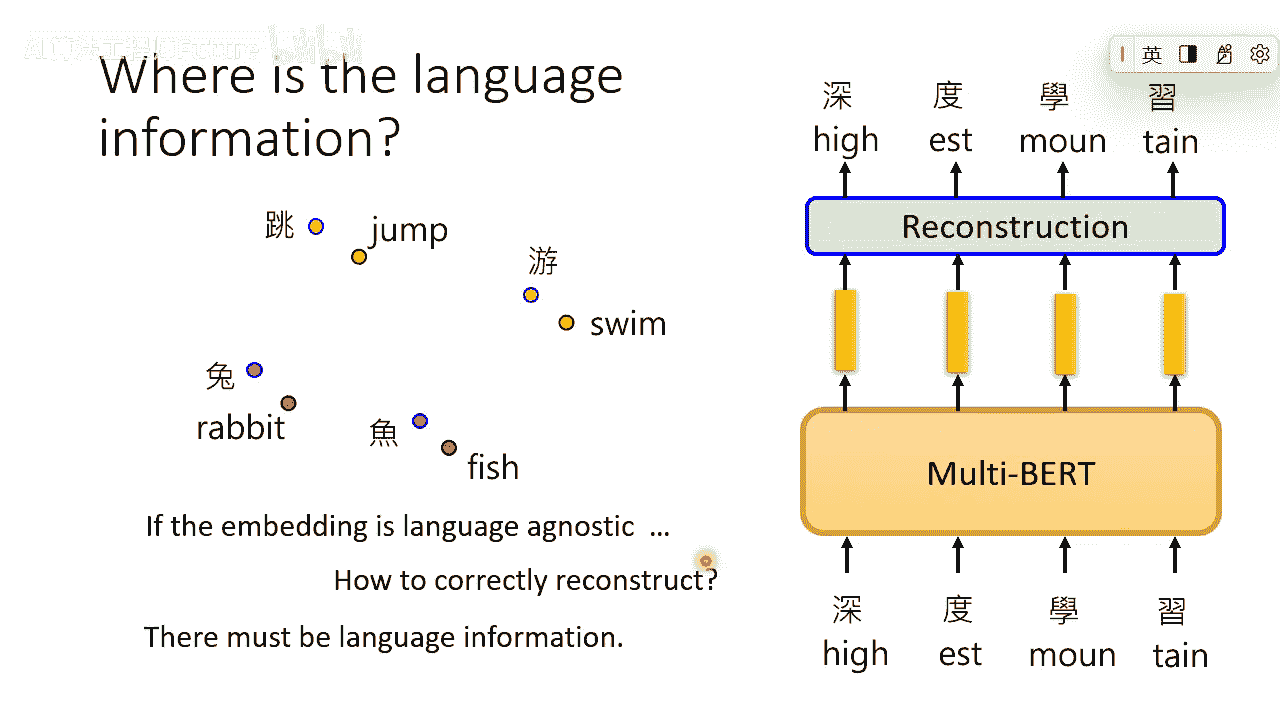 Where is the language
information?
跳
jump
游
swim
兔
rabbit
魚
fish
If the embedding is language agnostic …
How to correctly reconstruct?
There must be language information.
英
深 度 學 習
high est moun tain
Reconstruction
Multi-BERT
深 度 學 習
high est moun tain